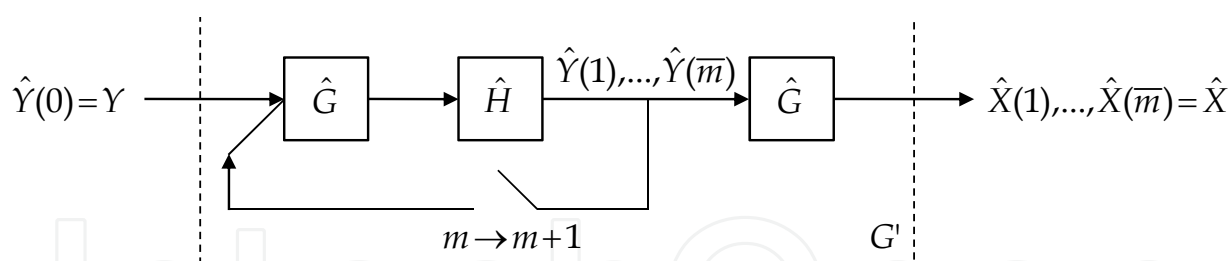 Ŷ(0)=Y
Ĝ
Ĥ
Ŷ(1),...,Ŷ(m̅)
Ĝ
X̂(1),...,X̂(m̅)=X̂
m→m+1
G'